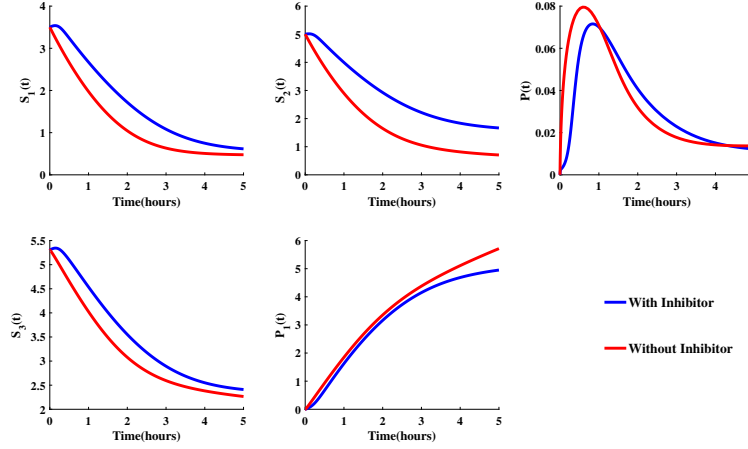 S1(t)
4
3
2
1
0
0 1 2 3 4 5
Time(hours)
S2(t)
6
5
4
3
2
1
0
0 1 2 3 4 5
Time(hours)
P(t)
0.08
0.06
0.04
0.02
0
0 1 2 3 4
Time(hours)
S3(t)
5.5
5
4.5
4
3.5
3
2.5
2
0 1 2 3 4 5
Time(hours)
P1(t)
6
5
4
3
2
1
0
0 1 2 3 4 5
Time(hours)
With Inhibitor
Without Inhibitor